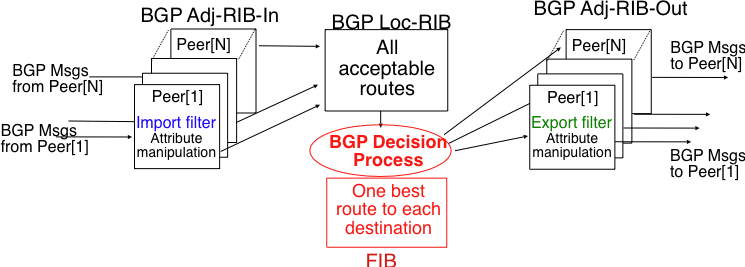 BGP Adj-RIB-In
BGP Loc-RIB
BGP Adj-RIB-Out
Peer[N]
BGP Msgs
from Peer[N]
Peer[1]
Import filter
Attribute
manipulation
BGP Msgs
from Peer[1]
All
acceptable
routes
BGP Decision
Process
One best
route to each
destination
FIB
Peer[N]
Peer[1]
Export filter
Attribute
manipulation
BGP Msgs
to Peer[N]
BGP Msgs
to Peer[1]